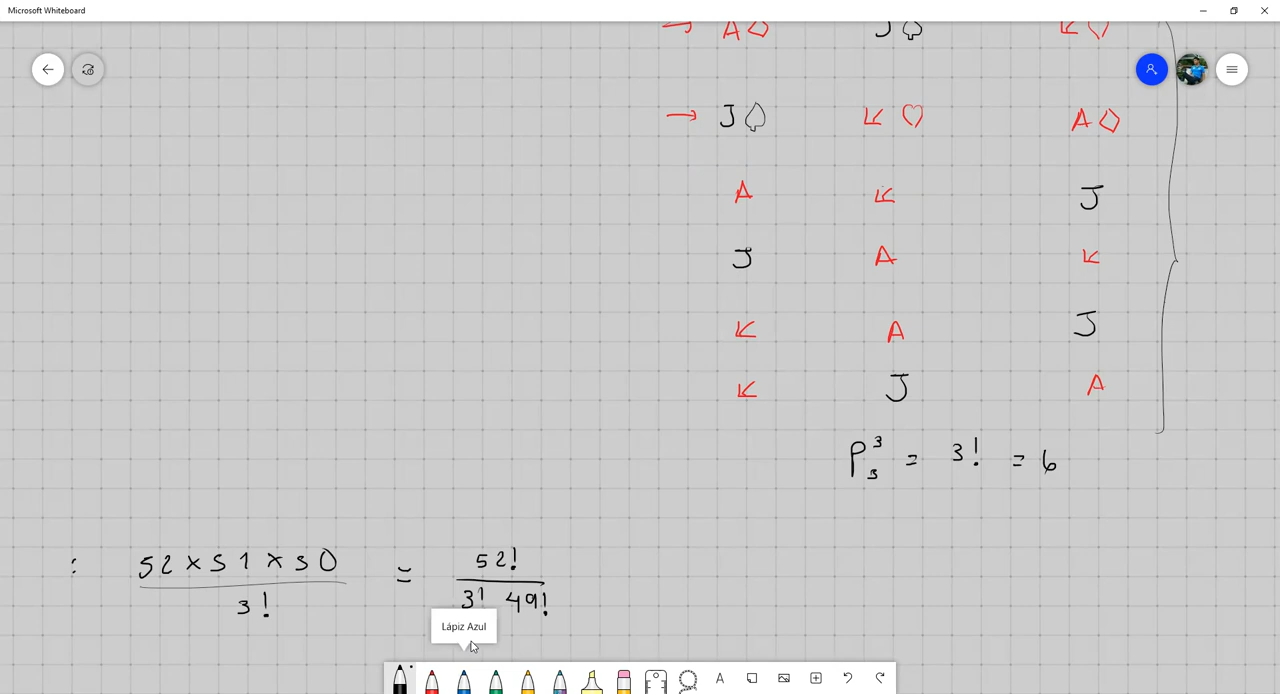 Microsoft Whiteboard
→ A♢ J♤ K♡
→ J♤ K♡ A♢
A K J
J A K
K A J
K J A
P³₃ = 3! = 6
: 52 x 51 x 50 = 52!
3! 3! 49!
Lápiz Azul
A